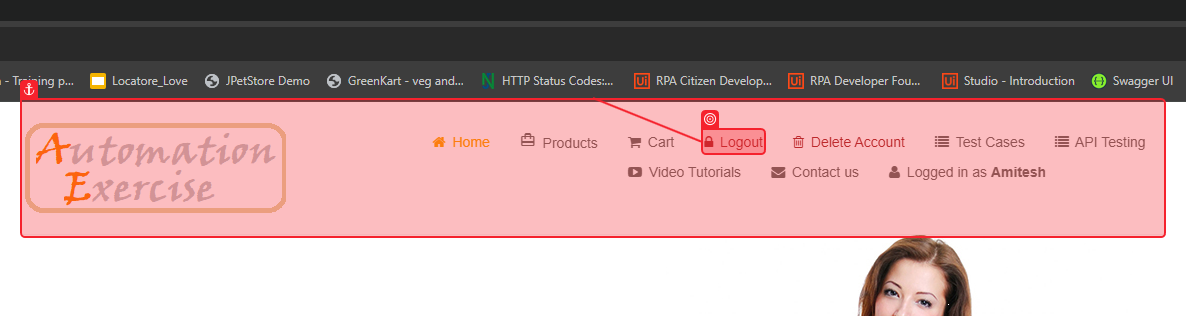 - Training p...
Locatore_Love
JPetStore Demo
GreenKart - veg and...
HTTP Status Codes:...
RPA Citizen Develop...
RPA Developer Fou...
Studio - Introduction
Swagger UI
Automation
Exercise
Home
Products
Cart
Logout
Delete Account
Test Cases
API Testing
Video Tutorials
Contact us
Logged in as Amitesh